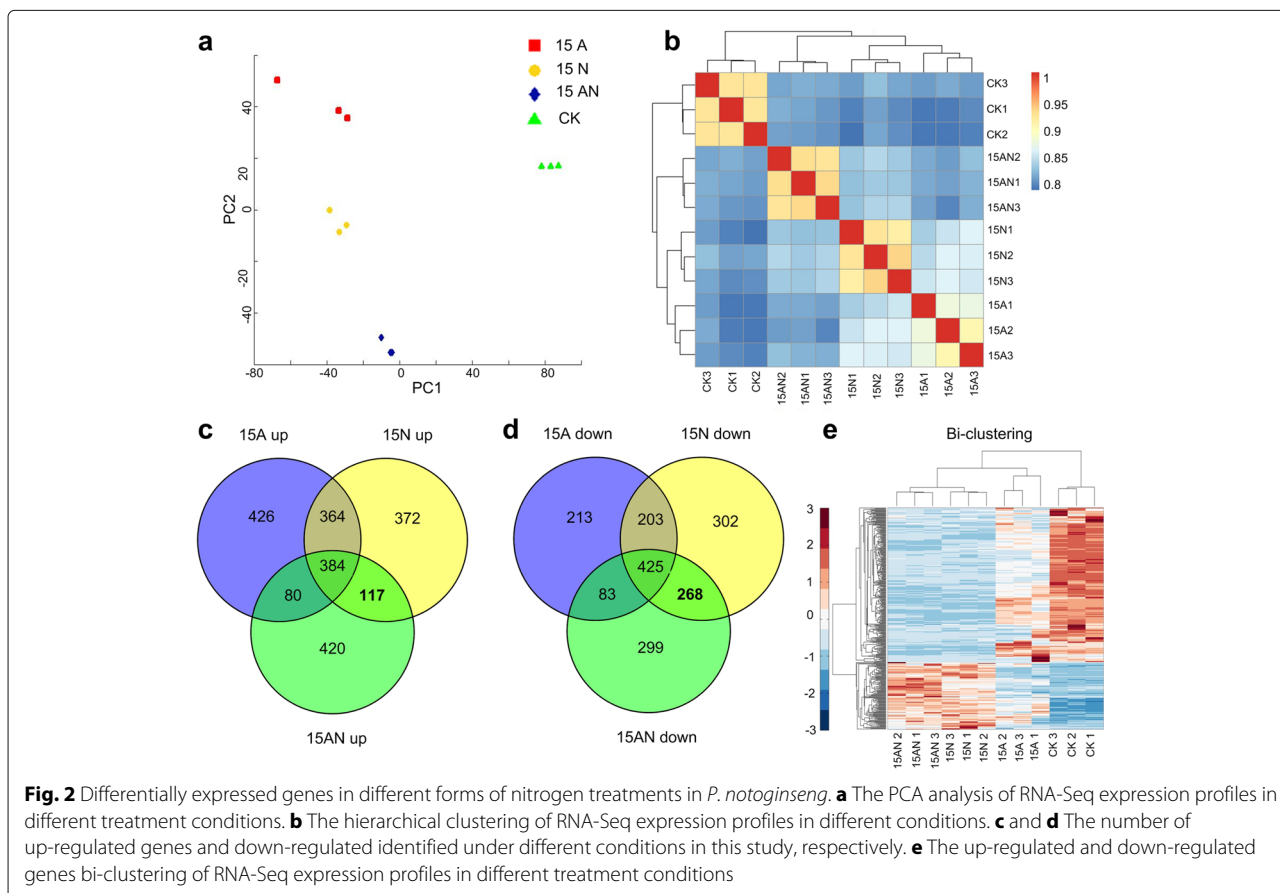 a
15 A
15 N
15 AN
CK
40
20
0
-20
-40
PC2
-80
-40
0
40
80
PC1
b
1
0.95
0.9
0.85
0.8
CK3
CK1
CK2
15AN2
15AN1
15AN3
15N1
15N2
15N3
15A1
15A2
15A3
CK3
CK1
CK2
15AN2
15AN1
15AN3
15N1
15N2
15N3
15A1
15A2
15A3
c
15A up
15N up
426
364
372
384
80
117
420
15AN up
d
15A down
15N down
213
203
302
425
83
268
299
15AN down
e
Bi-clustering
3
2
1
0
-1
-2
-3
15AN 2
15AN 1
15AN 3
15N 3
15N 1
15N 2
15A 2
15A 3
15A 1
CK 3
CK 2
CK 1
Fig. 2 Differentially expressed genes in different forms of nitrogen treatments in P. notoginseng. a The PCA analysis of RNA-Seq expression profiles in
different treatment conditions. b The hierarchical clustering of RNA-Seq expression profiles in different conditions. c and d The number of
up-regulated genes and down-regulated identified under different conditions in this study, respectively. e The up-regulated and down-regulated
genes bi-clustering of RNA-Seq expression profiles in different treatment conditions